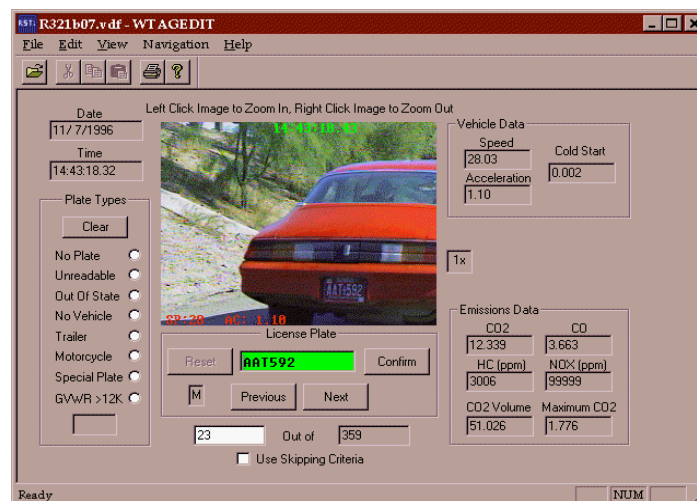 KSTi R321b07.vdf - WTAGEDIT
File Edit View Navigation Help
Left Click Image to Zoom In, Right Click Image to Zoom Out
Date
11/ 7/1996
Time
14:43:18.32
Plate Types
Clear
No Plate
Unreadable
Out Of State
No Vehicle
Trailer
Motorcycle
Special Plate
GVWR >12K
14:43:18.43
AAT:592
SP:28 AC: 1.10
License Plate
Reset AAT592 Confirm
M Previous Next
23 Out of 359
Use Skipping Criteria
Vehicle Data
Speed
28.03
Cold Start
0.002
Acceleration
1.10
1x
Emissions Data
CO2 CO
12.339 3.663
HC (ppm) NOX (ppm)
3006 99999
CO2 Volume Maximum CO2
51.026 1.776
Ready NUM